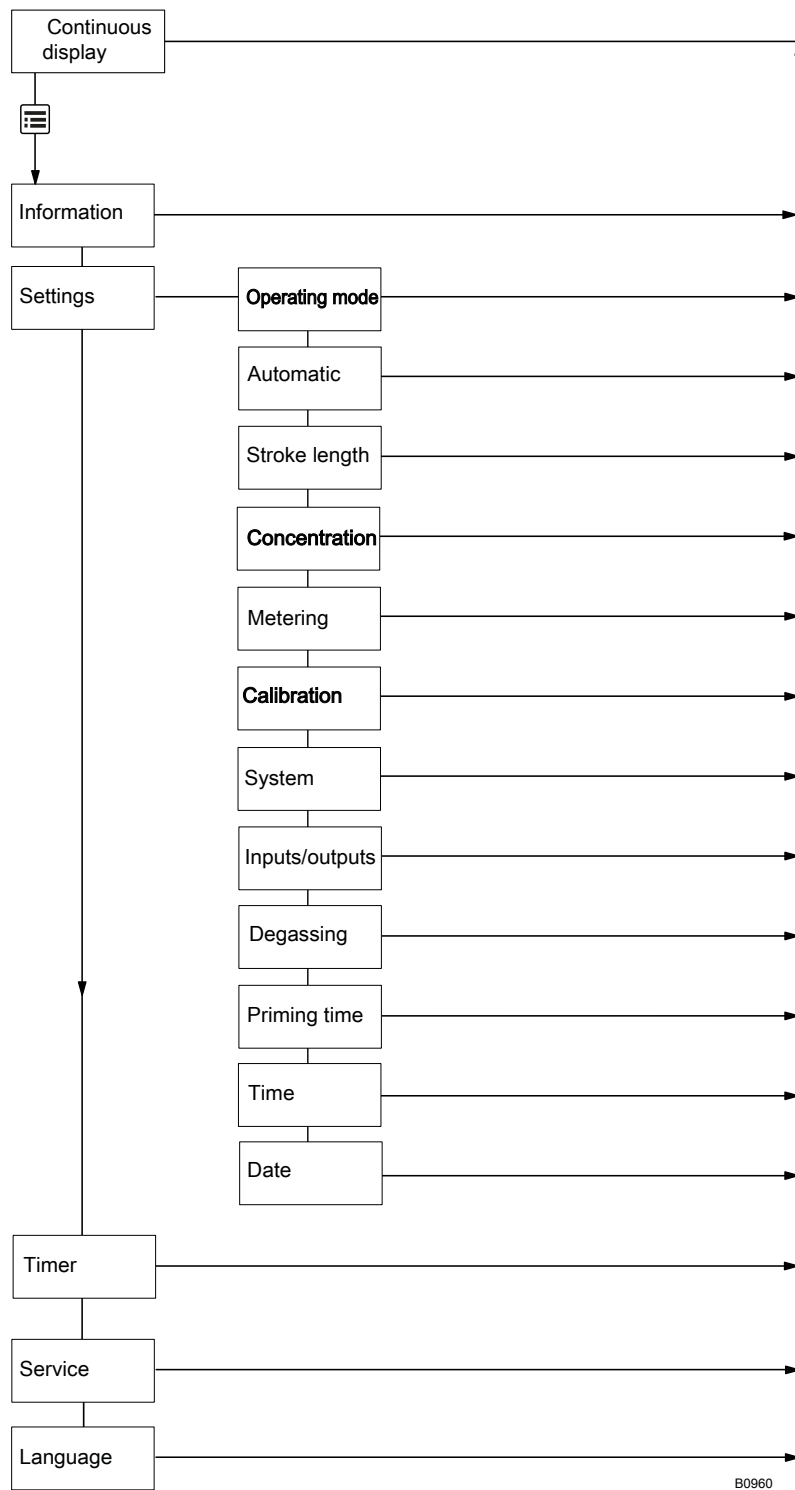 Continuous
display
Information
Settings
Operating mode
Automatic
Stroke length
Concentration
Metering
Calibration
System
Inputs/outputs
Degassing
Priming time
Time
Date
Timer
Service
Language
B0960